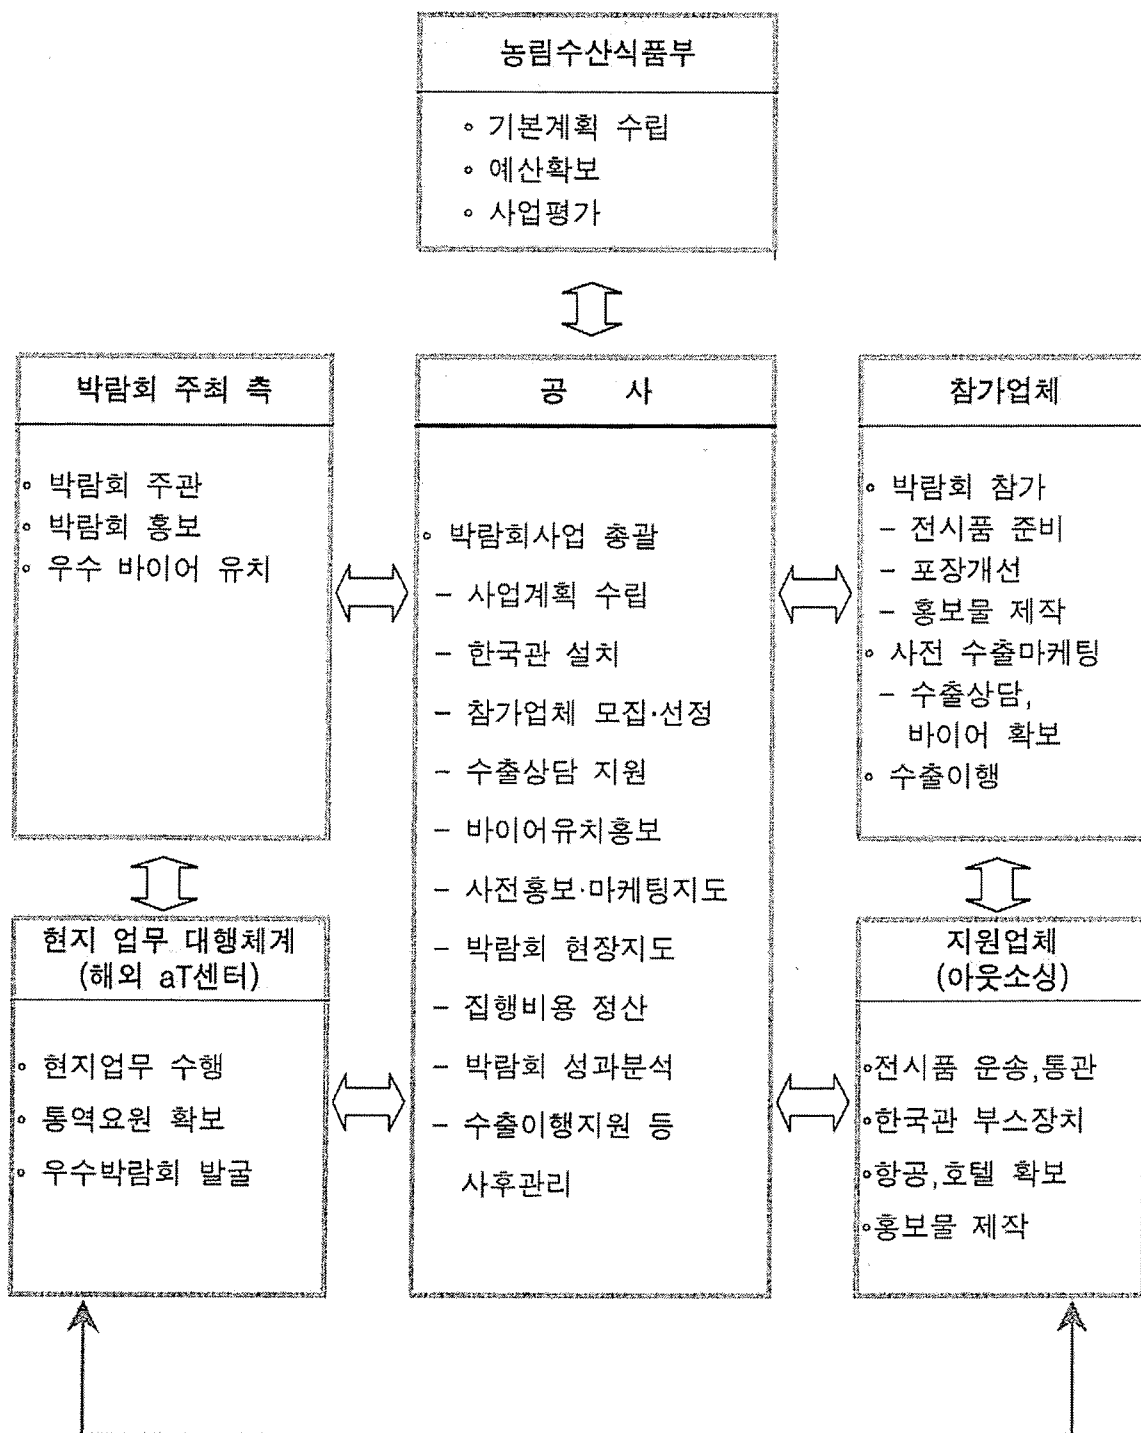 농림수산식품부
◦ 기본계획 수립
◦ 예산확보
◦ 사업평가
박람회 주최 측
◦ 박람회 주관
◦ 박람회 홍보
◦ 우수 바이어 유치
공 사
◦ 박람회사업 총괄
– 사업계획 수립
– 한국관 설치
– 참가업체 모집·선정
– 수출상담 지원
– 바이어유치홍보
– 사전홍보·마케팅지도
– 박람회 현장지도
– 집행비용 정산
– 박람회 성과분석
– 수출이행지원 등
사후관리
참가업체
◦ 박람회 참가
– 전시품 준비
– 포장개선
– 홍보물 제작
◦ 사전 수출마케팅
– 수출상담,
바이어 확보
◦ 수출이행
현지 업무 대행체계
(해외 aT센터)
◦ 현지업무 수행
◦ 통역요원 확보
◦ 우수박람회 발굴
지원업체
(아웃소싱)
◦전시품 운송,통관
◦한국관 부스장치
◦항공,호텔 확보
◦홍보물 제작